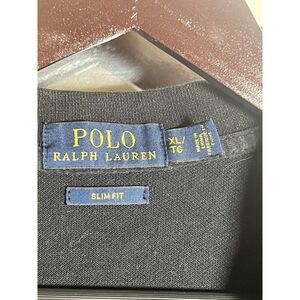 POLO
RALPH LAUREN
XL/
TG
SLIM FIT